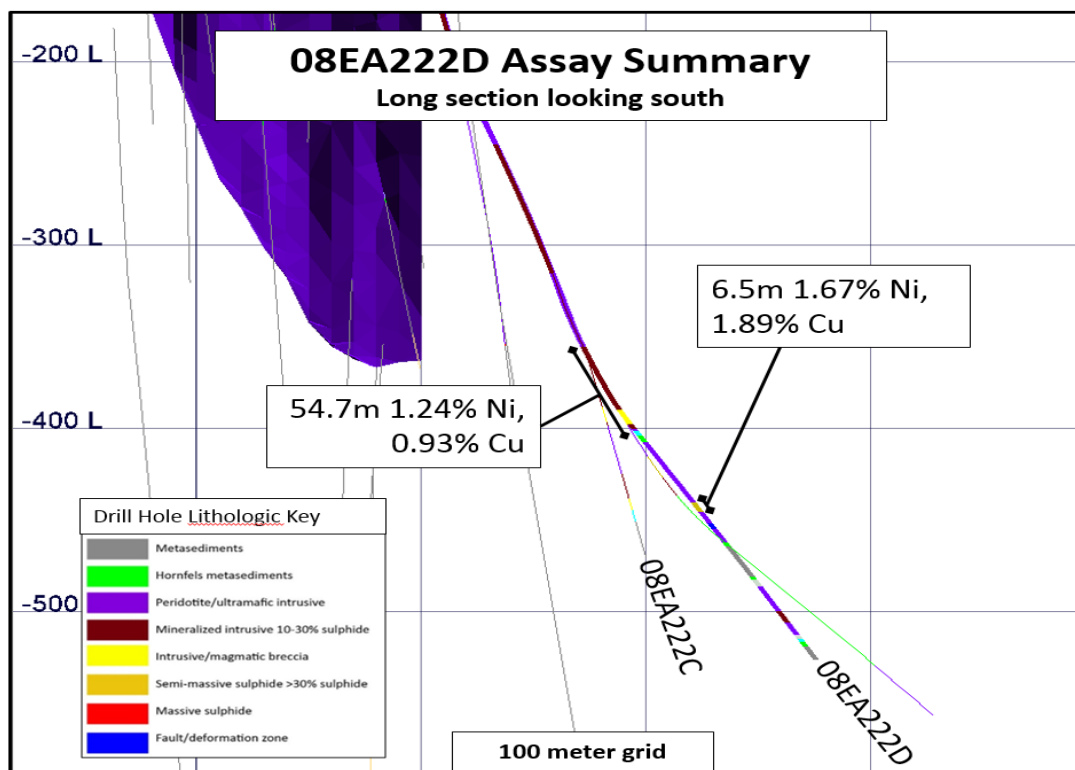 08EA222D Assay Summary
Long section looking south
-200 L
-300 L
-400 L
-500 L
6.5m 1.67% Ni,
1.89% Cu
54.7m 1.24% Ni,
0.93% Cu
Drill Hole Lithologic Key
Metasediments
Hornfels metasediments
Peridotite/ultramafic intrusive
Mineralized intrusive 10-30% sulphide
Intrusive/magmatic breccia
Semi-massive sulphide >30% sulphide
Massive sulphide
Fault/deformation zone
08EA222C
08EA222D
100 meter grid